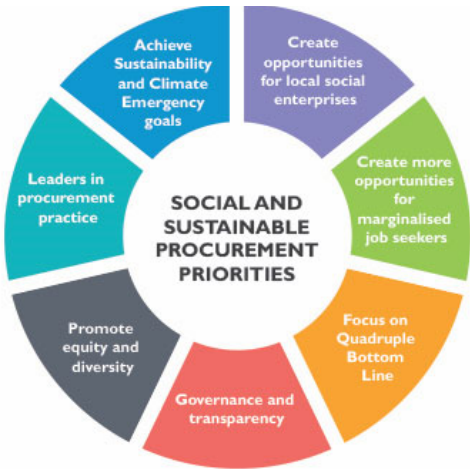 SOCIAL AND
SUSTAINABLE
PROCUREMENT
PRIORITIES
Create
opportunities
for local social
enterprises
Create more
opportunities
for
marginalised
job seekers
Focus on
Quadruple
Bottom
Line
Governance and
transparency
Promote
equity and
diversity
Leaders in
procurement
practice
Achieve
Sustainability
and Climate
Emergency
goals